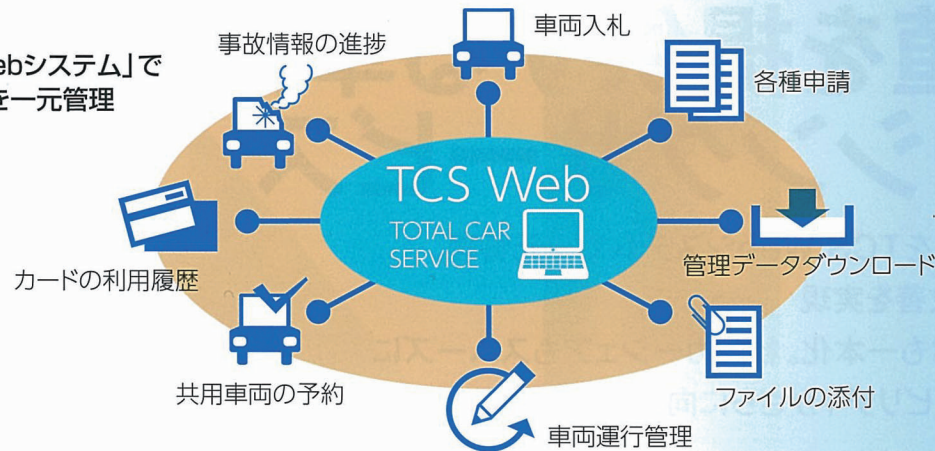 ebシステム」で
を一元管理
事故情報の進捗
車両入札
各種申請
TCS Web
TOTAL CAR
SERVICE
カードの利用履歴
管理データダウンロード
共用車両の予約
ファイルの添付
車両運行管理